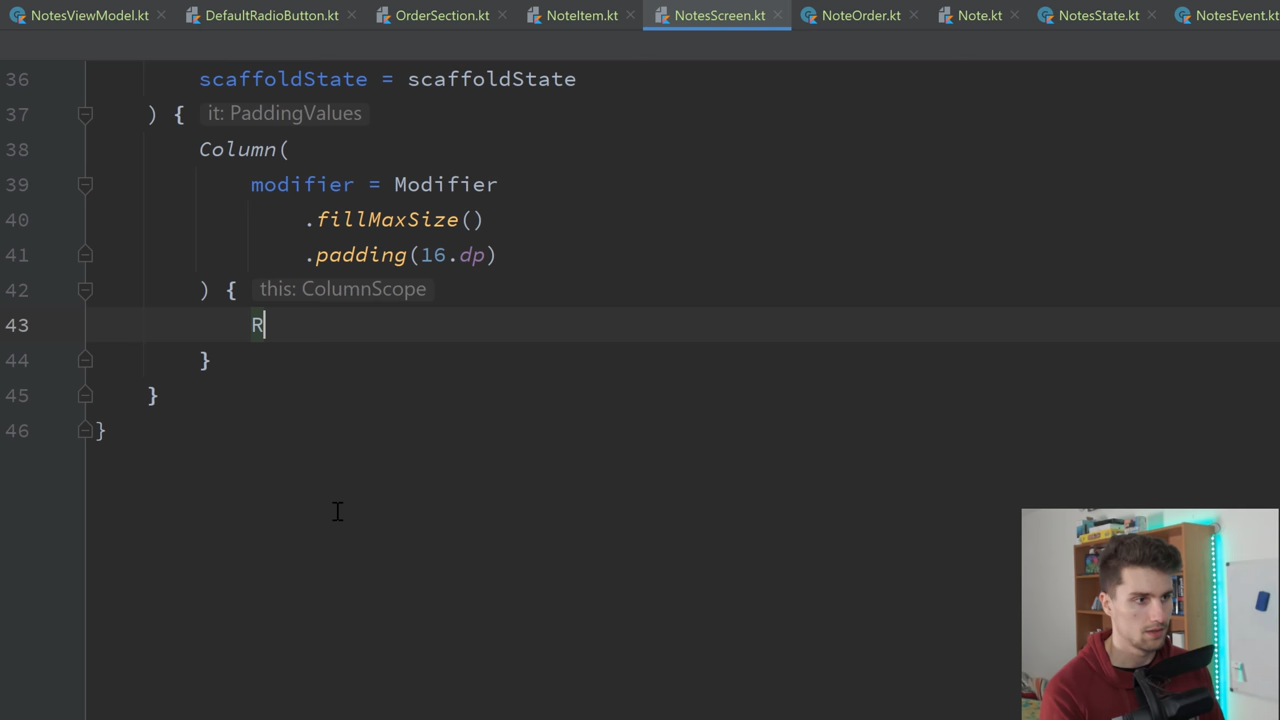 NotesViewModel.kt DefaultRadioButton.kt OrderSection.kt NoteItem.kt NotesScreen.kt NoteOrder.kt Note.kt NotesState.kt NotesEvent.kt
36 scaffoldState = scaffoldState
37 ) { it: PaddingValues
38 Column(
39 modifier = Modifier
40 .fillMaxSize()
41 .padding(16.dp)
42 ) { this: ColumnScope
43 R
44 }
45 }
46 }